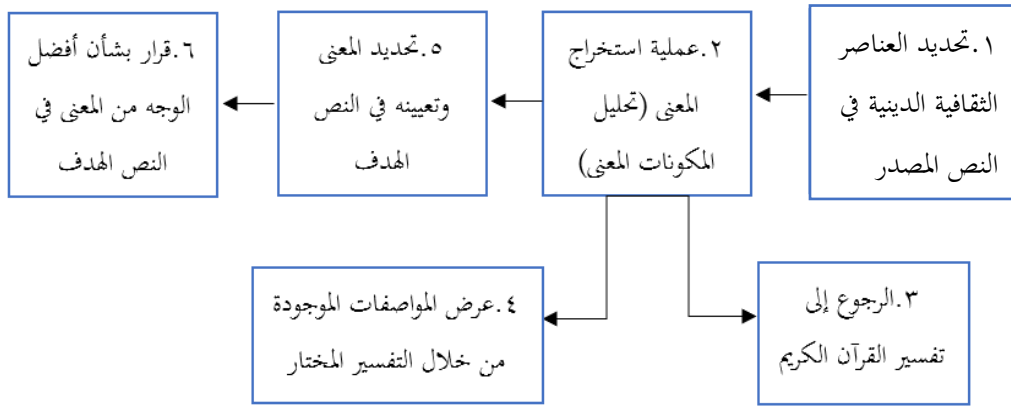 ١.تحديد العناصر
الثقافية الدينية في
النص المصدر
٢.عملية استخراج
المعنى (تحليل
المكونات المعنى)
٣.الرجوع إلى
تفسير القرآن الكريم
٤.عرض المواصفات الموجودة
من خلال التفسير المختار
٥.تحديد المعنى
وتعيينه في النص
الهدف
٦.قرار بشأن أفضل
الوجه من المعنى في
النص الهدف